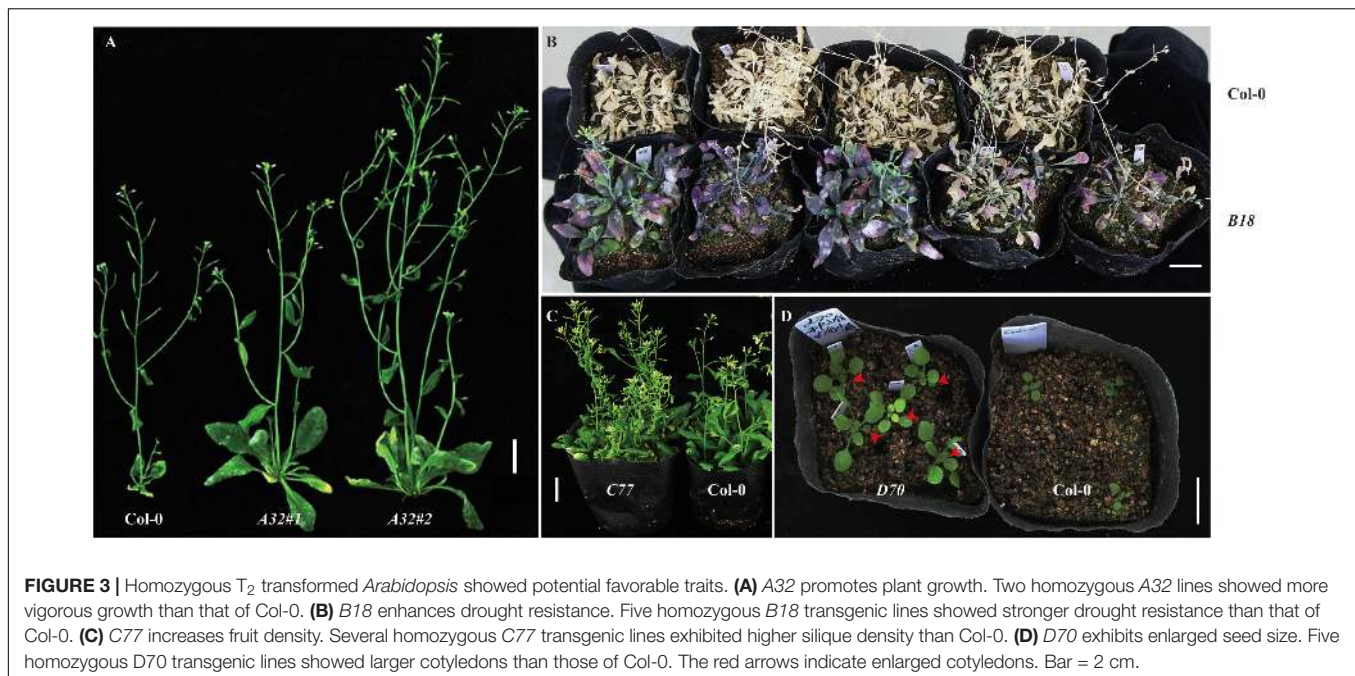 A
B
Col-0
B18
Col-0
A32#1
A32#2
C
C77
Col-0
D
D70
Col-0
FIGURE 3 | Homozygous T₂ transformed Arabidopsis showed potential favorable traits. (A) A32 promotes plant growth. Two homozygous A32 lines showed more
vigorous growth than that of Col-0. (B) B18 enhances drought resistance. Five homozygous B18 transgenic lines showed stronger drought resistance than that of
Col-0. (C) C77 increases fruit density. Several homozygous C77 transgenic lines exhibited higher silique density than Col-0. (D) D70 exhibits enlarged seed size. Five
homozygous D70 transgenic lines showed larger cotyledons than those of Col-0. The red arrows indicate enlarged cotyledons. Bar = 2 cm.